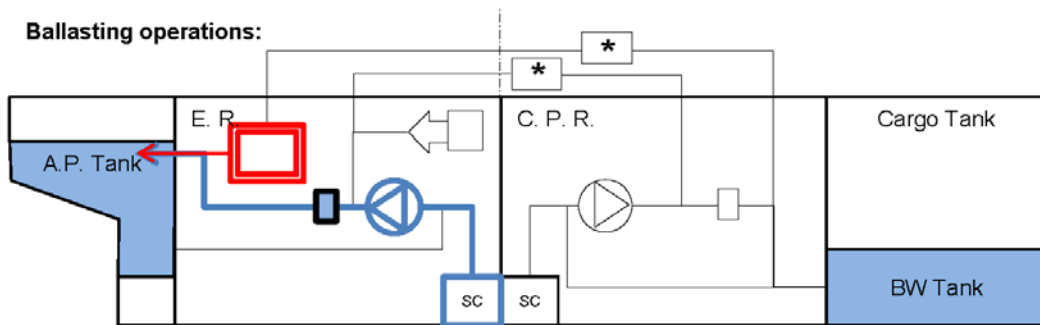 Ballasting operations:
*
*
E. R.
C. P. R.
Cargo Tank
A.P. Tank
BW Tank
sc
sc